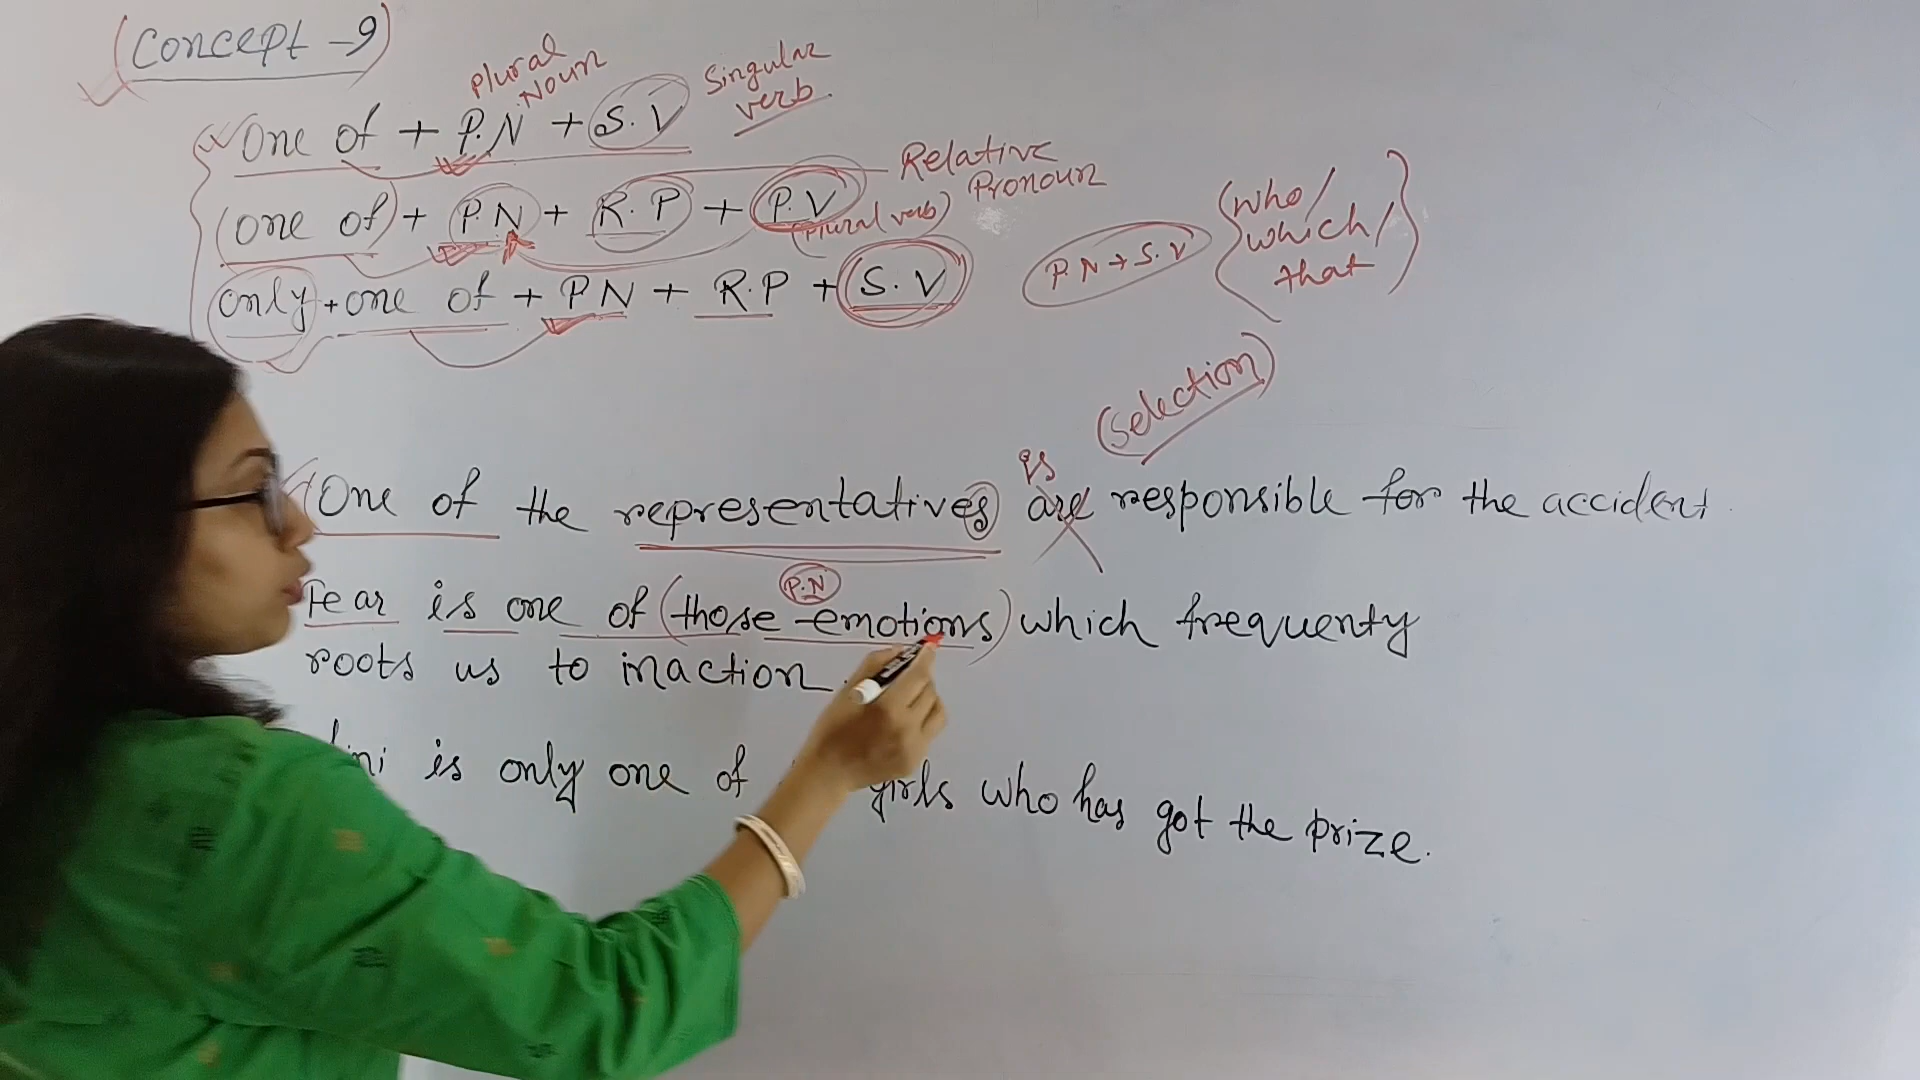 (Concept - 9)
Plural Noun
Singular verb.
One of + P.N + S.V
Relative Pronoun
(one of) + P.N + R.P + P.V
(Plural verb)
only + one of + P N + R.P + S.V
P.N → S.V
(who/
which/
that)
(Selection)
is
One of the representatives are responsible for the accident.
P.N
Fear is one of (those emotions) which frequenty
roots us to inaction.
is only one of girls who has got the prize.